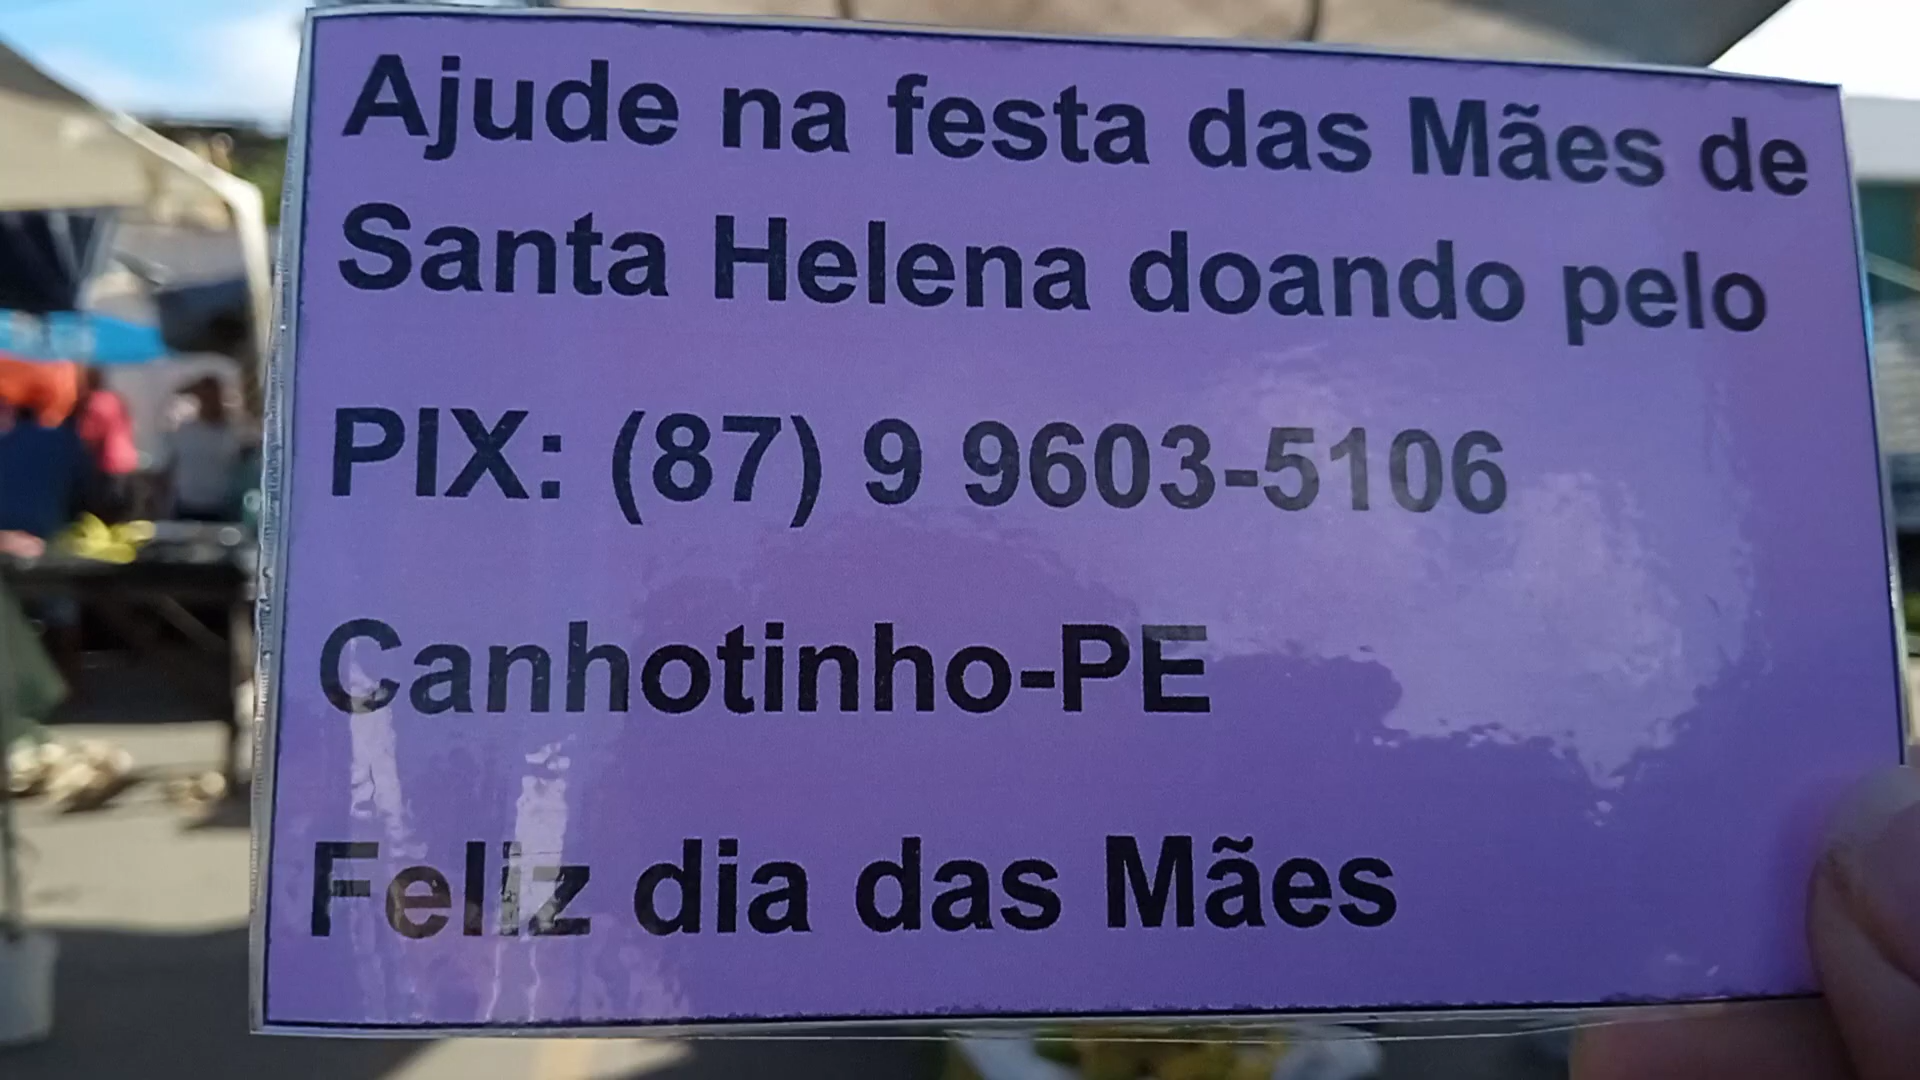 Ajude na festa das Mães de
Santa Helena doando pelo
PIX: (87) 9 9603-5106
Canhotinho-PE
Feliz dia das Mães